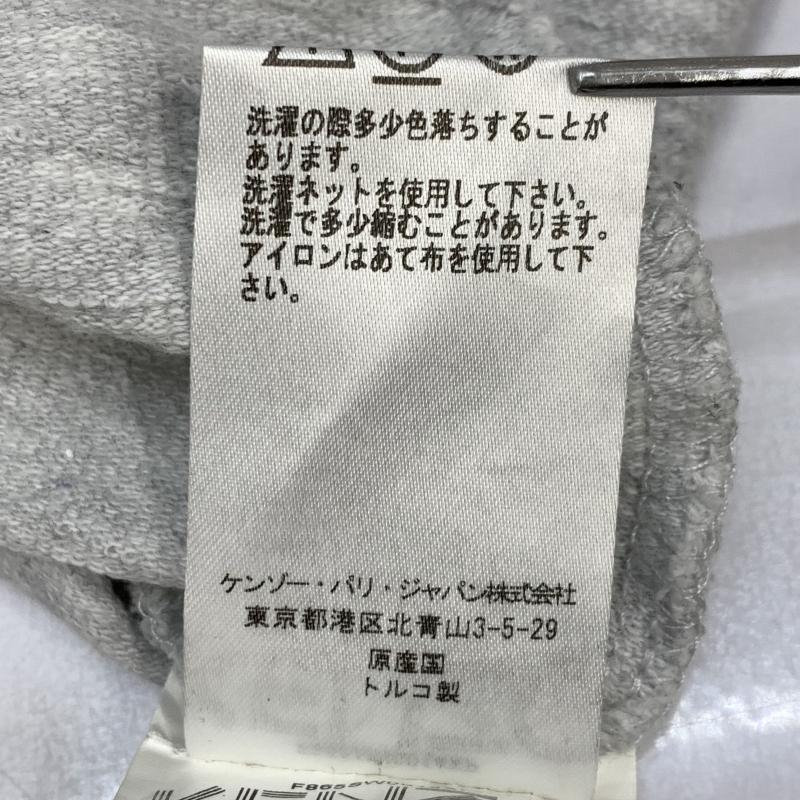 洗濯の際多少色落ちすることが
あります。
洗濯ネットを使用して下さい。
洗濯で多少縮むことがあります。
アイロンはあて布を使用して下
さい。
ケンゾー・パリ・ジャパン株式会社
東京都港区北青山3-5-29
原産国
トルコ製